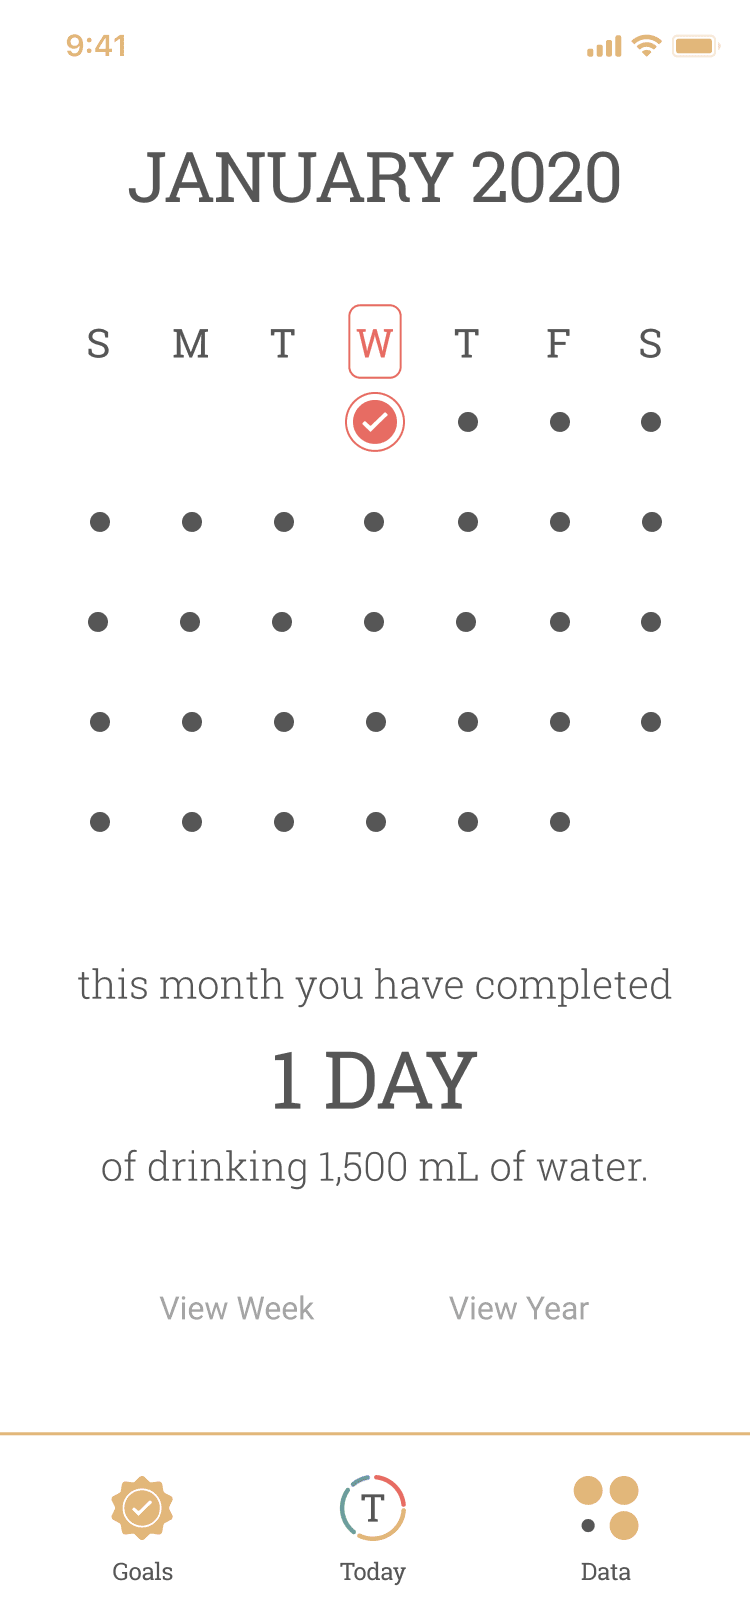 9:41
JANUARY 2020
S M T W T F S
this month you have completed
1 DAY
of drinking 1,500 mL of water.
View Week View Year
T
Goals Today Data